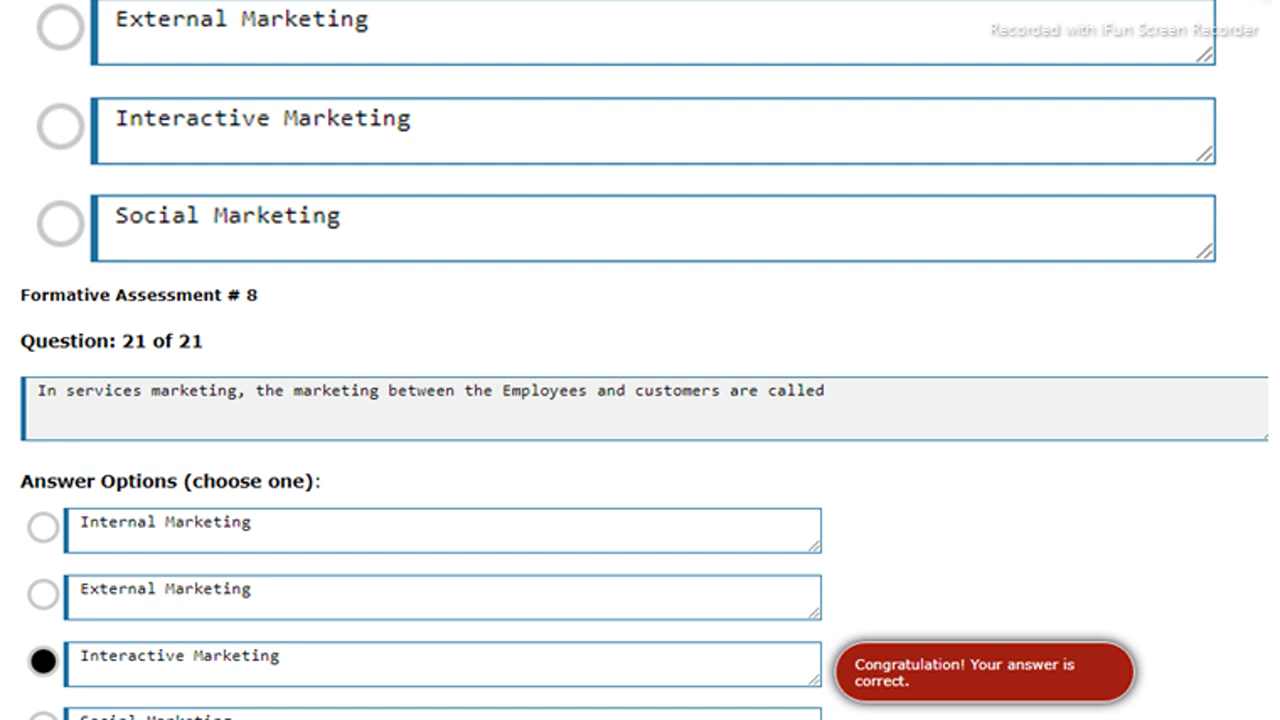 External Marketing
Recorded with iFun Screen Recorder
Interactive Marketing
Social Marketing
Formative Assessment # 8
Question: 21 of 21
In services marketing, the marketing between the Employees and customers are called
Answer Options (choose one):
Internal Marketing
External Marketing
Interactive Marketing
Congratulation! Your answer is
correct.
Social Marketing